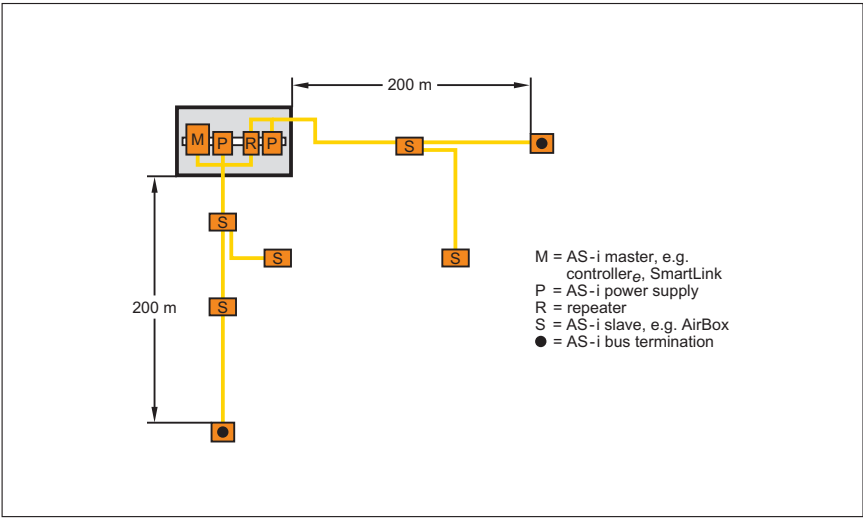 200 m
M P R P
S
S
S
S
S
200 m
M = AS-i master, e.g.
controllere, SmartLink
P = AS-i power supply
R = repeater
S = AS-i slave, e.g. AirBox
● = AS-i bus termination